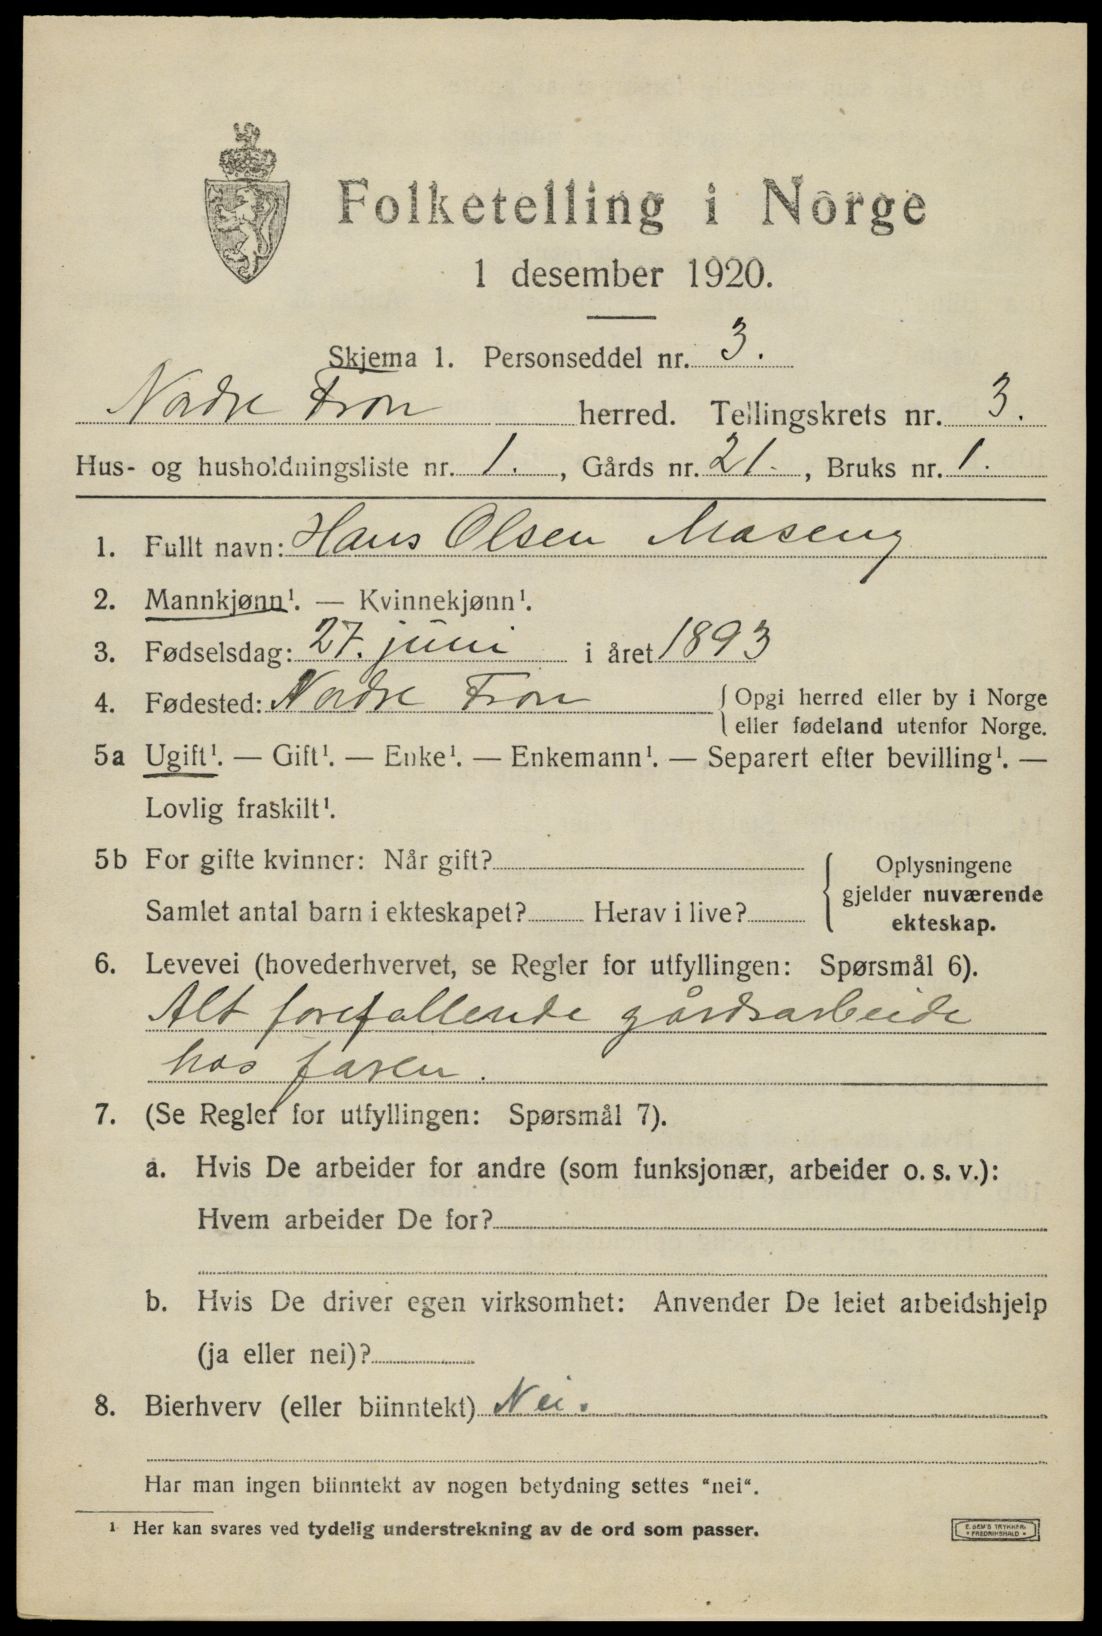 Folketelling i Norge
1 desember 1920.
Skjema 1. Personseddel nr. 3.
Nordre Fron herred. Tellingskrets nr. 3.
Hus- og husholdningsliste nr. 1. , Gårds nr. 21. , Bruks nr. 1.
1. Fullt navn: Hans Olsen Maseng
2. Mannkjønn¹. — Kvinnekjønn¹.
3. Fødselsdag: 27. juni i året 1893
4. Fødested: Nordre Fron { Opgi herred eller by i Norge
eller fødeland utenfor Norge.
5a Ugift¹. — Gift¹. — Enke¹. — Enkemann¹. — Separert efter bevilling¹. —
Lovlig fraskilt¹.
5b For gifte kvinner: Når gift?
Samlet antal barn i ekteskapet? Herav i live?
Oplysningene
gjelder nuværende
ekteskap.
6. Levevei (hovederhvervet, se Regler for utfyllingen: Spørsmål 6).
Alt forefallende gårdsarbeide
hos faren.
7. (Se Regler for utfyllingen: Spørsmål 7).
a. Hvis De arbeider for andre (som funksjonær, arbeider o. s. v.):
Hvem arbeider De for?
b. Hvis De driver egen virksomhet: Anvender De leiet arbeidshjelp
(ja eller nei)?
8. Bierhverv (eller biinntekt) Nei.
Har man ingen biinntekt av nogen betydning settes "nei".
¹ Her kan svares ved tydelig understrekning av de ord som passer.
E. SEM'S TRYKKERI
• FREDRIKSHALD •